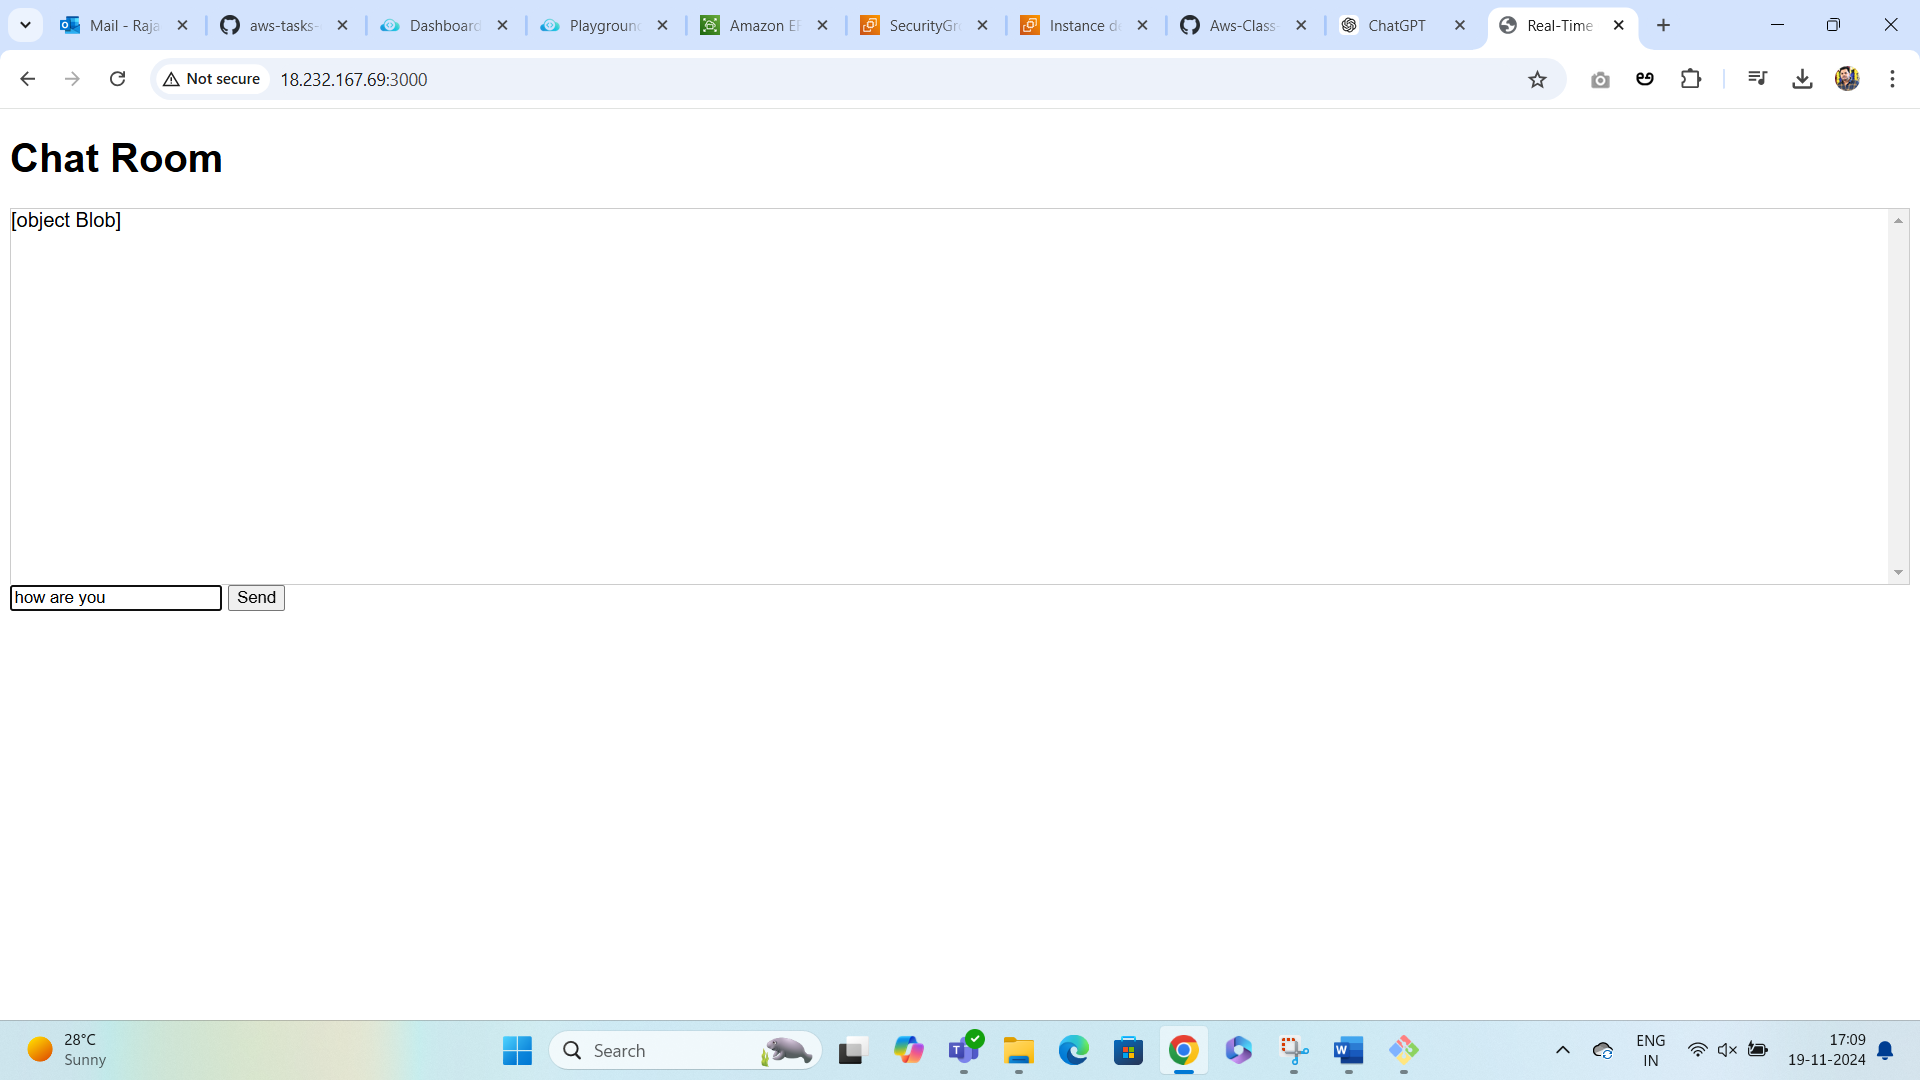 Mail - Raja
aws-tasks-
Dashboard
Playground
Amazon EF
SecurityGro
Instance de
Aws-Class-
ChatGPT
Real-Time
Not secure
18.232.167.69:3000
Chat Room
[object Blob]
how are you
Send
28°C
Sunny
Search
ENG
IN
17:09
19-11-2024